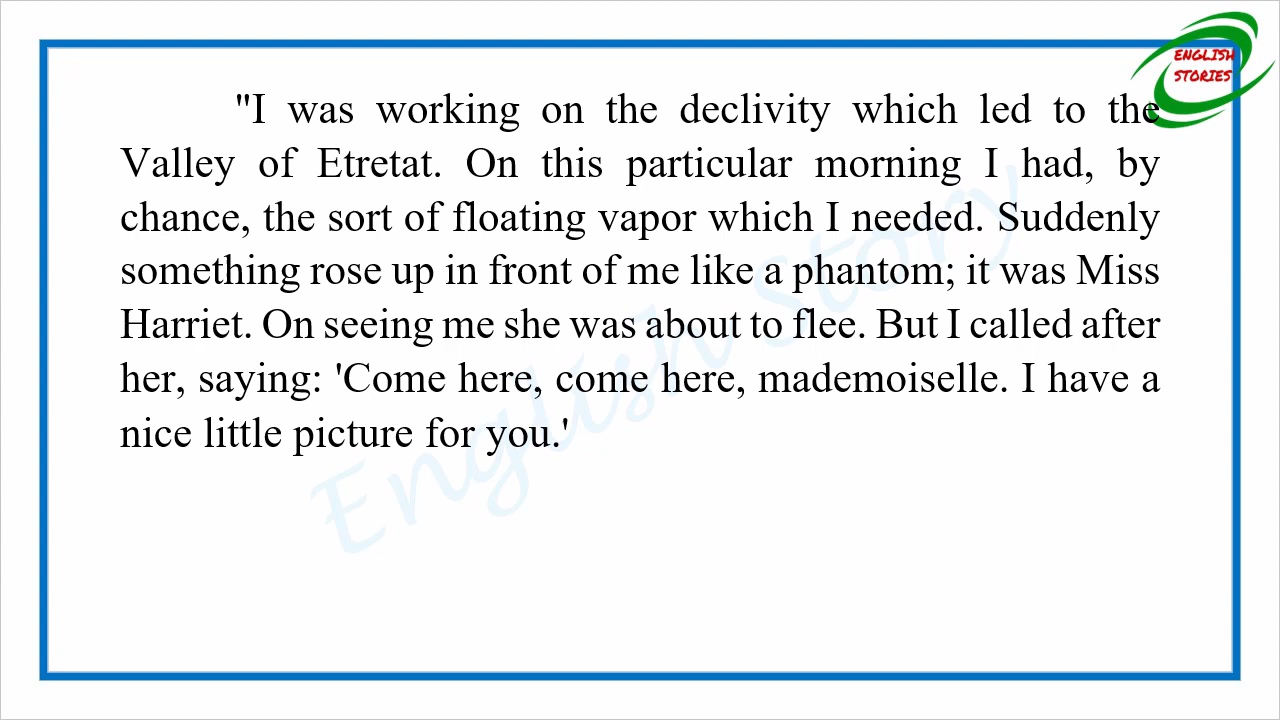 ENGLISH
STORIES
"I was working on the declivity which led to the
Valley of Etretat. On this particular morning I had, by
chance, the sort of floating vapor which I needed. Suddenly
something rose up in front of me like a phantom; it was Miss
Harriet. On seeing me she was about to flee. But I called after
her, saying: 'Come here, come here, mademoiselle. I have a
nice little picture for you.'
English Story